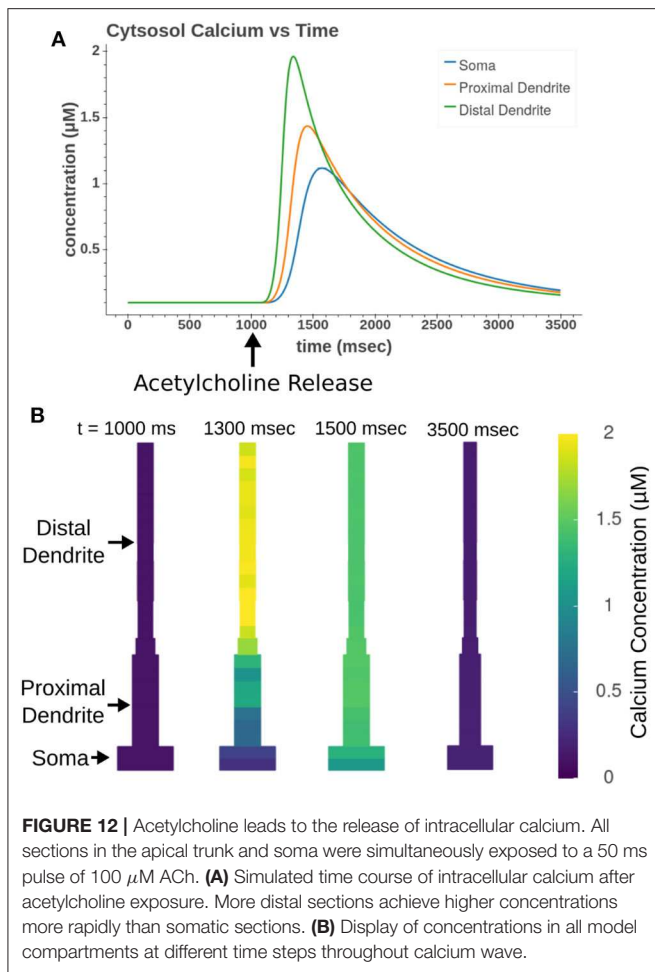 A
Cytsosol Calcium vs Time
2
1.5
1
0.5
concentration (µM)
Soma
Proximal Dendrite
Distal Dendrite
0
500
1000
1500
2000
2500
3000
3500
time (msec)
Acetylcholine Release
B
t = 1000 ms
1300 msec
1500 msec
3500 msec
Distal
Dendrite
Proximal
Dendrite
Soma
2
1.5
1
0.5
0
Calcium Concentration (µM)
FIGURE 12 | Acetylcholine leads to the release of intracellular calcium. All
sections in the apical trunk and soma were simultaneously exposed to a 50 ms
pulse of 100 µM ACh. (A) Simulated time course of intracellular calcium after
acetylcholine exposure. More distal sections achieve higher concentrations
more rapidly than somatic sections. (B) Display of concentrations in all model
compartments at different time steps throughout calcium wave.